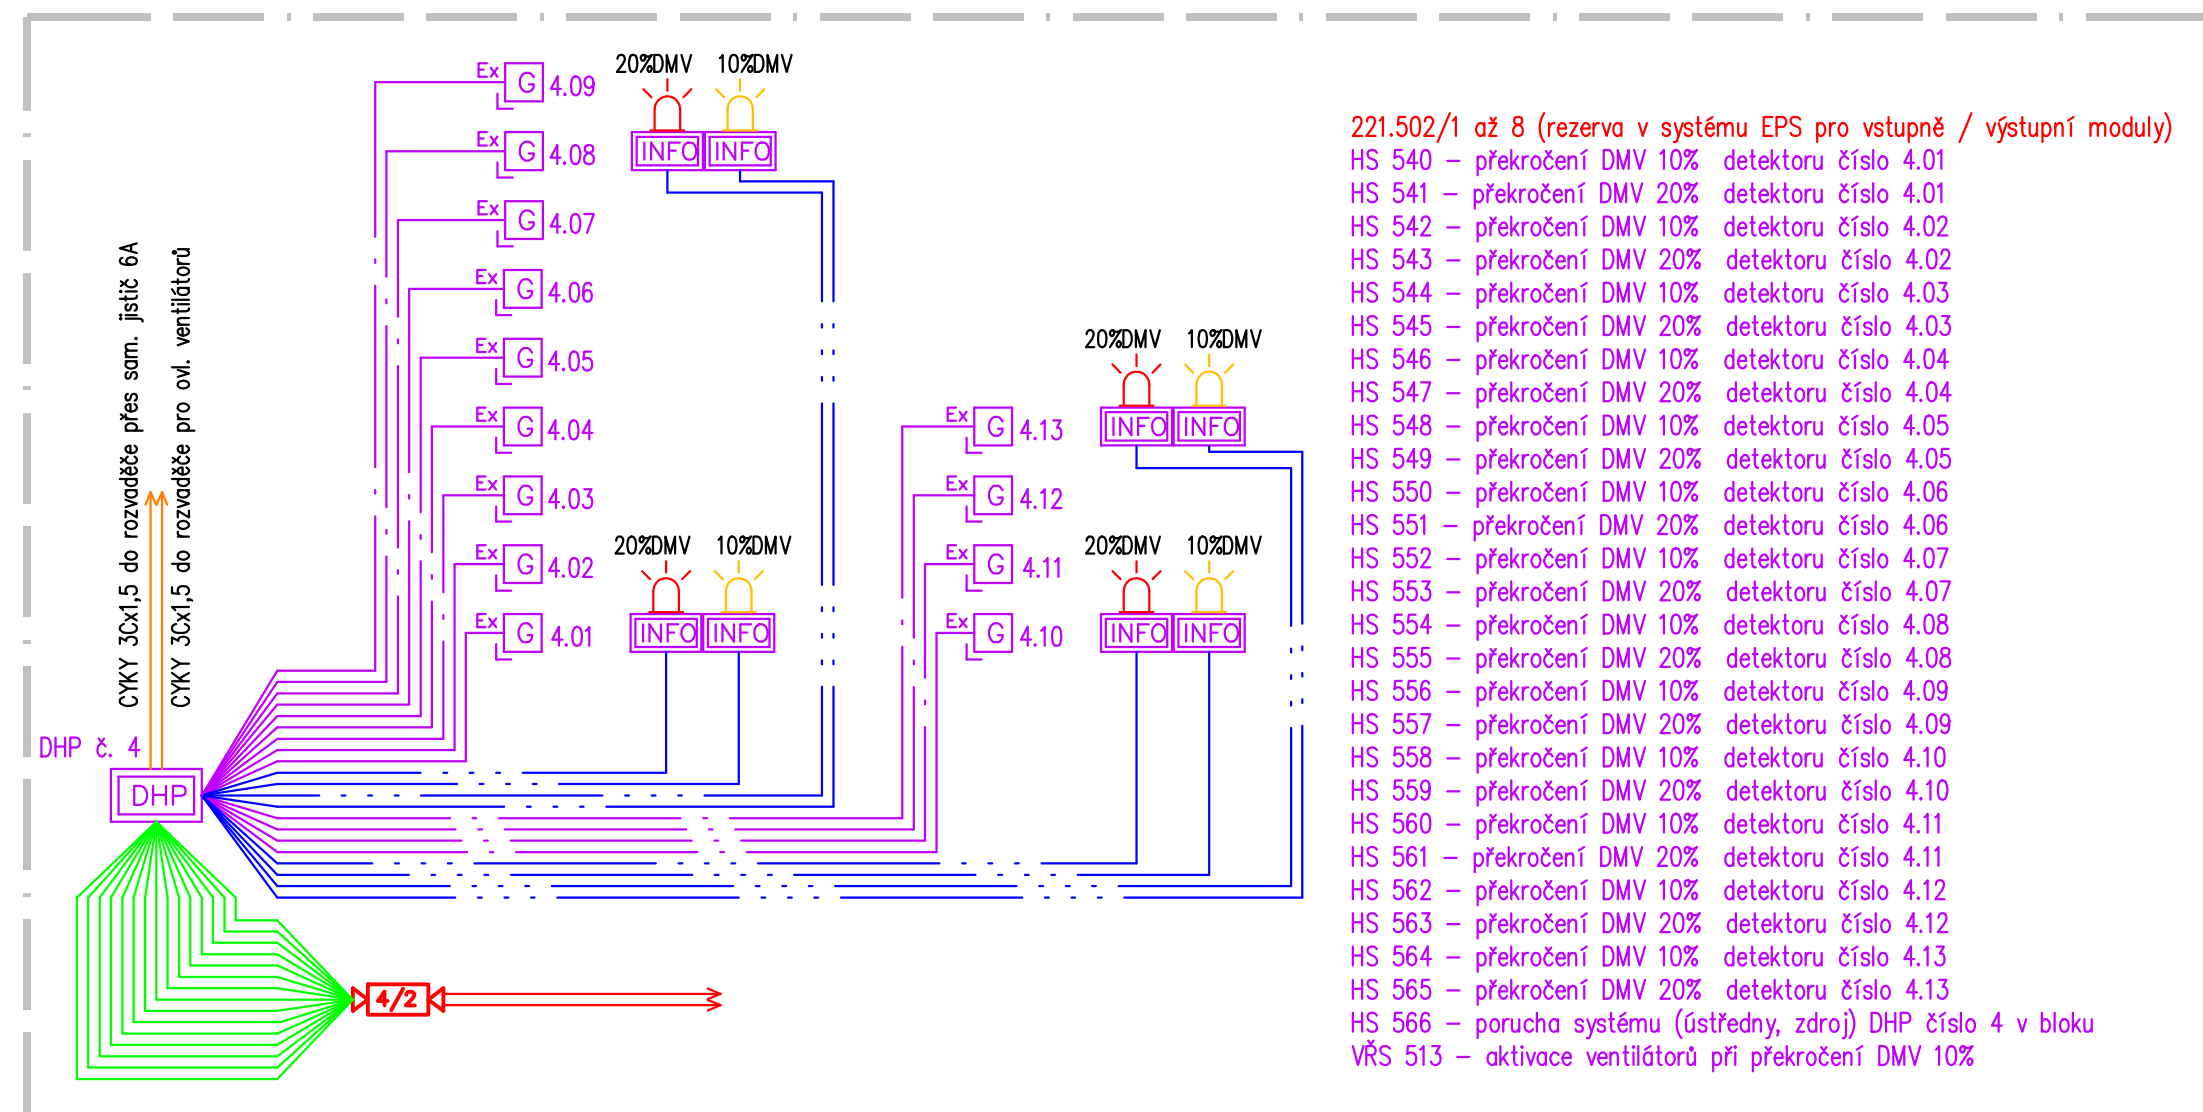 20%DMV 10%DMV
Ex G 4.09
INFO INFO
Ex G 4.08
Ex G 4.07
Ex G 4.06
Ex G 4.05
Ex G 4.04
Ex G 4.03
20%DMV 10%DMV
Ex G 4.02
Ex G 4.01
INFO INFO
20%DMV 10%DMV
INFO INFO
Ex G 4.13
Ex G 4.12
20%DMV 10%DMV
Ex G 4.11
Ex G 4.10
INFO INFO
CYKY 3Cx1,5 do rozvaděče přes sam. jistič 6A
CYKY 3Cx1,5 do rozvaděče pro ovl. ventilátorů
DHP č. 4
DHP
4/2
221.502/1 až 8 (rezerva v systému EPS pro vstupně / výstupní moduly)
HS 540 – překročení DMV 10% detektoru číslo 4.01
HS 541 – překročení DMV 20% detektoru číslo 4.01
HS 542 – překročení DMV 10% detektoru číslo 4.02
HS 543 – překročení DMV 20% detektoru číslo 4.02
HS 544 – překročení DMV 10% detektoru číslo 4.03
HS 545 – překročení DMV 20% detektoru číslo 4.03
HS 546 – překročení DMV 10% detektoru číslo 4.04
HS 547 – překročení DMV 20% detektoru číslo 4.04
HS 548 – překročení DMV 10% detektoru číslo 4.05
HS 549 – překročení DMV 20% detektoru číslo 4.05
HS 550 – překročení DMV 10% detektoru číslo 4.06
HS 551 – překročení DMV 20% detektoru číslo 4.06
HS 552 – překročení DMV 10% detektoru číslo 4.07
HS 553 – překročení DMV 20% detektoru číslo 4.07
HS 554 – překročení DMV 10% detektoru číslo 4.08
HS 555 – překročení DMV 20% detektoru číslo 4.08
HS 556 – překročení DMV 10% detektoru číslo 4.09
HS 557 – překročení DMV 20% detektoru číslo 4.09
HS 558 – překročení DMV 10% detektoru číslo 4.10
HS 559 – překročení DMV 20% detektoru číslo 4.10
HS 560 – překročení DMV 10% detektoru číslo 4.11
HS 561 – překročení DMV 20% detektoru číslo 4.11
HS 562 – překročení DMV 10% detektoru číslo 4.12
HS 563 – překročení DMV 20% detektoru číslo 4.12
HS 564 – překročení DMV 10% detektoru číslo 4.13
HS 565 – překročení DMV 20% detektoru číslo 4.13
HS 566 – porucha systému (ústředny, zdroj) DHP číslo 4 v bloku
VŘS 513 – aktivace ventilátorů při překročení DMV 10%